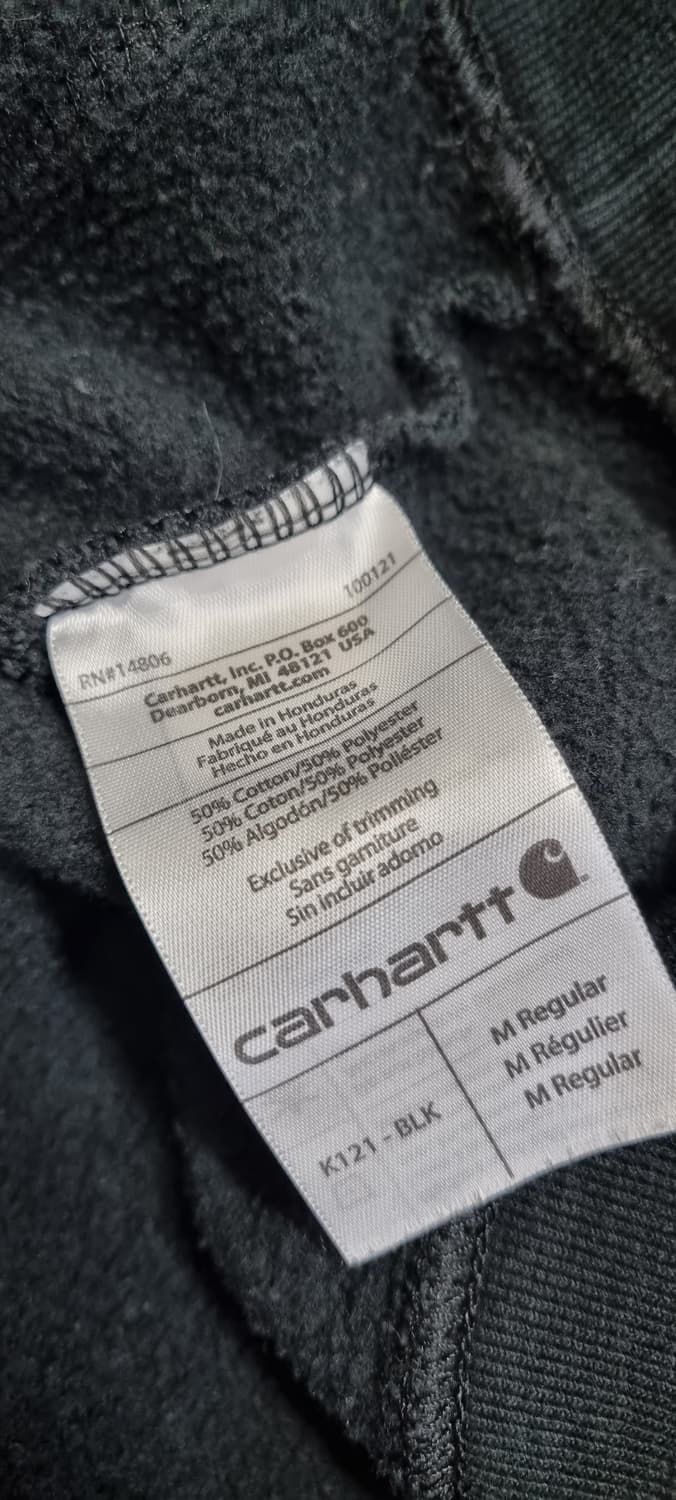 RN#14806 100121
Carhartt, Inc. P.O. Box 600
Dearborn, MI 48121 USA
carhartt.com
Made in Honduras
Fabriqué au Honduras
Hecho en Honduras
50% Cotton/50% Polyester
50% Coton/50% Polyester
50% Algodón/50% Poliéster
Exclusive of trimming
Sans garniture
Sin incluir adorno
carhartt
K121 - BLK
M Regular
M Régulier
M Regular